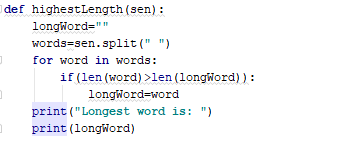 def highestLength(sen):
    longWord=""
    words=sen.split(" ")
    for word in words:
        if(len(word)>len(longWord)):
            longWord=word
    print("Longest word is: ")
    print(longWord)